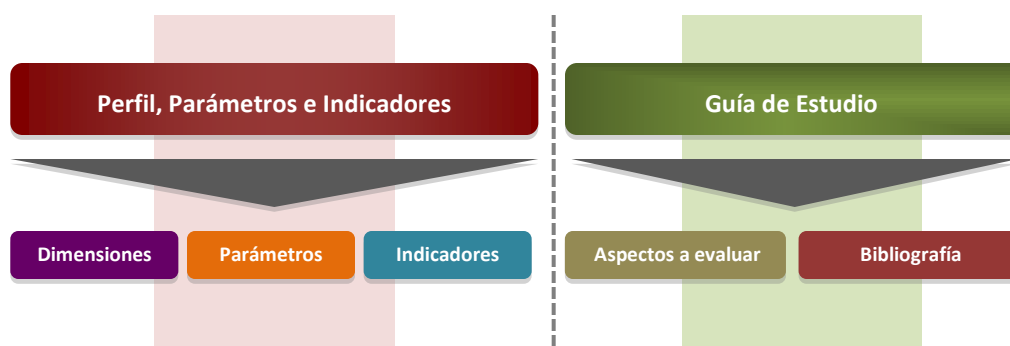 Perfil, Parámetros e Indicadores
Guía de Estudio
Dimensiones
Parámetros
Indicadores
Aspectos a evaluar
Bibliografía